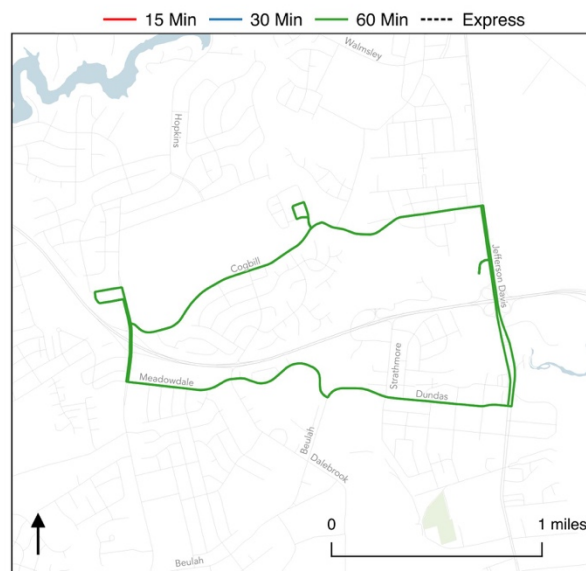 15 Min 30 Min 60 Min Express
Walmsley
Hopkins
Cogbill
Jefferson Davis
Meadowdale
Strathmore
Dundas
Beulah
Dalebrook
0 1 miles
Beulah